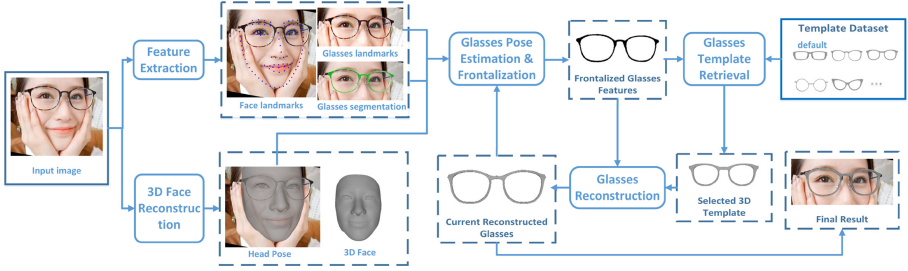 Input image
Feature
Extraction
3D Face
Reconstruc
tion
Face landmarks
Glasses landmarks
Glasses segmentation
Head Pose
3D Face
Glasses Pose
Estimation &
Frontalization
Frontalized Glasses
Features
Glasses
Template
Retrieval
Template Dataset
default
...
Current Reconstructed
Glasses
Glasses
Reconstruction
Selected 3D
Template
Final Result